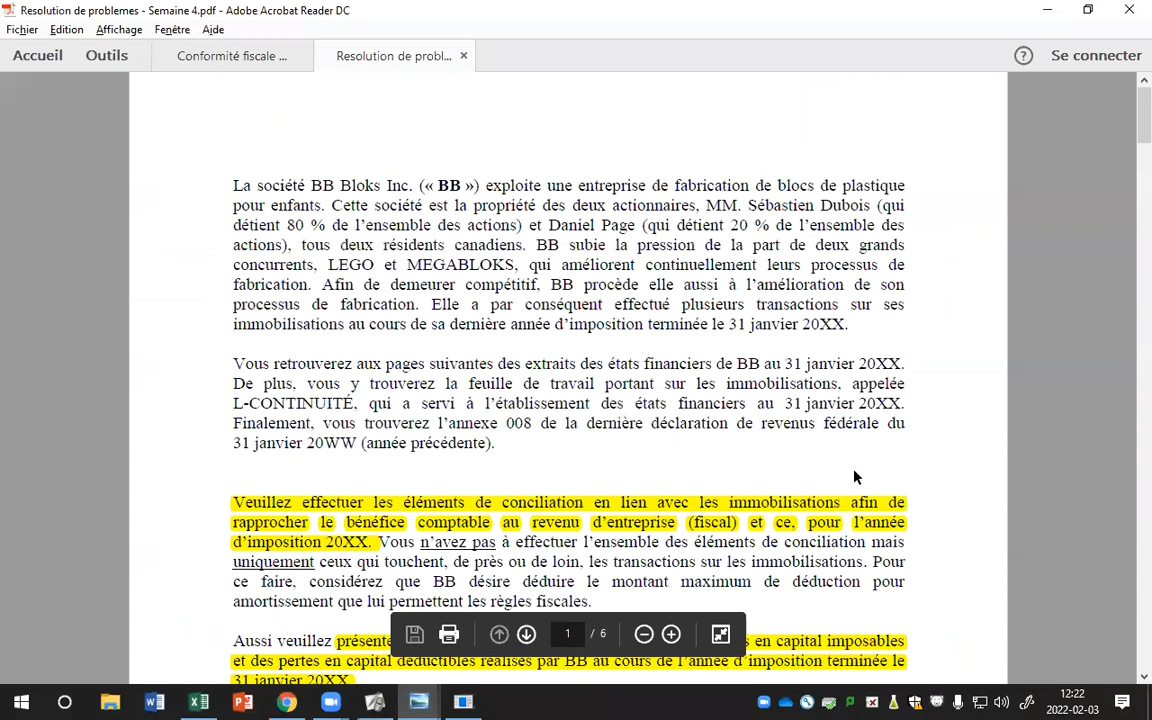 Resolution de problemes - Semaine 4.pdf - Adobe Acrobat Reader DC
Fichier Edition Affichage Fenêtre Aide
Accueil Outils Conformité fiscale ... Resolution de probl... × ? Se connecter
La société BB Bloks Inc. (« BB ») exploite une entreprise de fabrication de blocs de plastique
pour enfants. Cette société est la propriété des deux actionnaires, MM. Sébastien Dubois (qui
détient 80 % de l'ensemble des actions) et Daniel Page (qui détient 20 % de l'ensemble des
actions), tous deux résidents canadiens. BB subie la pression de la part de deux grands
concurrents, LEGO et MEGABLOKS, qui améliorent continuellement leurs processus de
fabrication. Afin de demeurer compétitif, BB procède elle aussi à l'amélioration de son
processus de fabrication. Elle a par conséquent effectué plusieurs transactions sur ses
immobilisations au cours de sa dernière année d'imposition terminée le 31 janvier 20XX.
Vous retrouverez aux pages suivantes des extraits des états financiers de BB au 31 janvier 20XX.
De plus, vous y trouverez la feuille de travail portant sur les immobilisations, appelée
L-CONTINUITÉ, qui a servi à l'établissement des états financiers au 31 janvier 20XX.
Finalement, vous trouverez l'annexe 008 de la dernière déclaration de revenus fédérale du
31 janvier 20WW (année précédente).
Veuillez effectuer les éléments de conciliation en lien avec les immobilisations afin de
rapprocher le bénéfice comptable au revenu d'entreprise (fiscal) et ce, pour l'année
d'imposition 20XX. Vous n'avez pas à effectuer l'ensemble des éléments de conciliation mais
uniquement ceux qui touchent, de près ou de loin, les transactions sur les immobilisations. Pour
ce faire, considérez que BB désire déduire le montant maximum de déduction pour
amortissement que lui permettent les règles fiscales.
1 / 6
Aussi veuillez en capital imposables
et des pertes en capital déductibles réalisés par BB au cours de l'année d'imposition terminée le
31 janvier 20XX.
12:22
2022-02-03